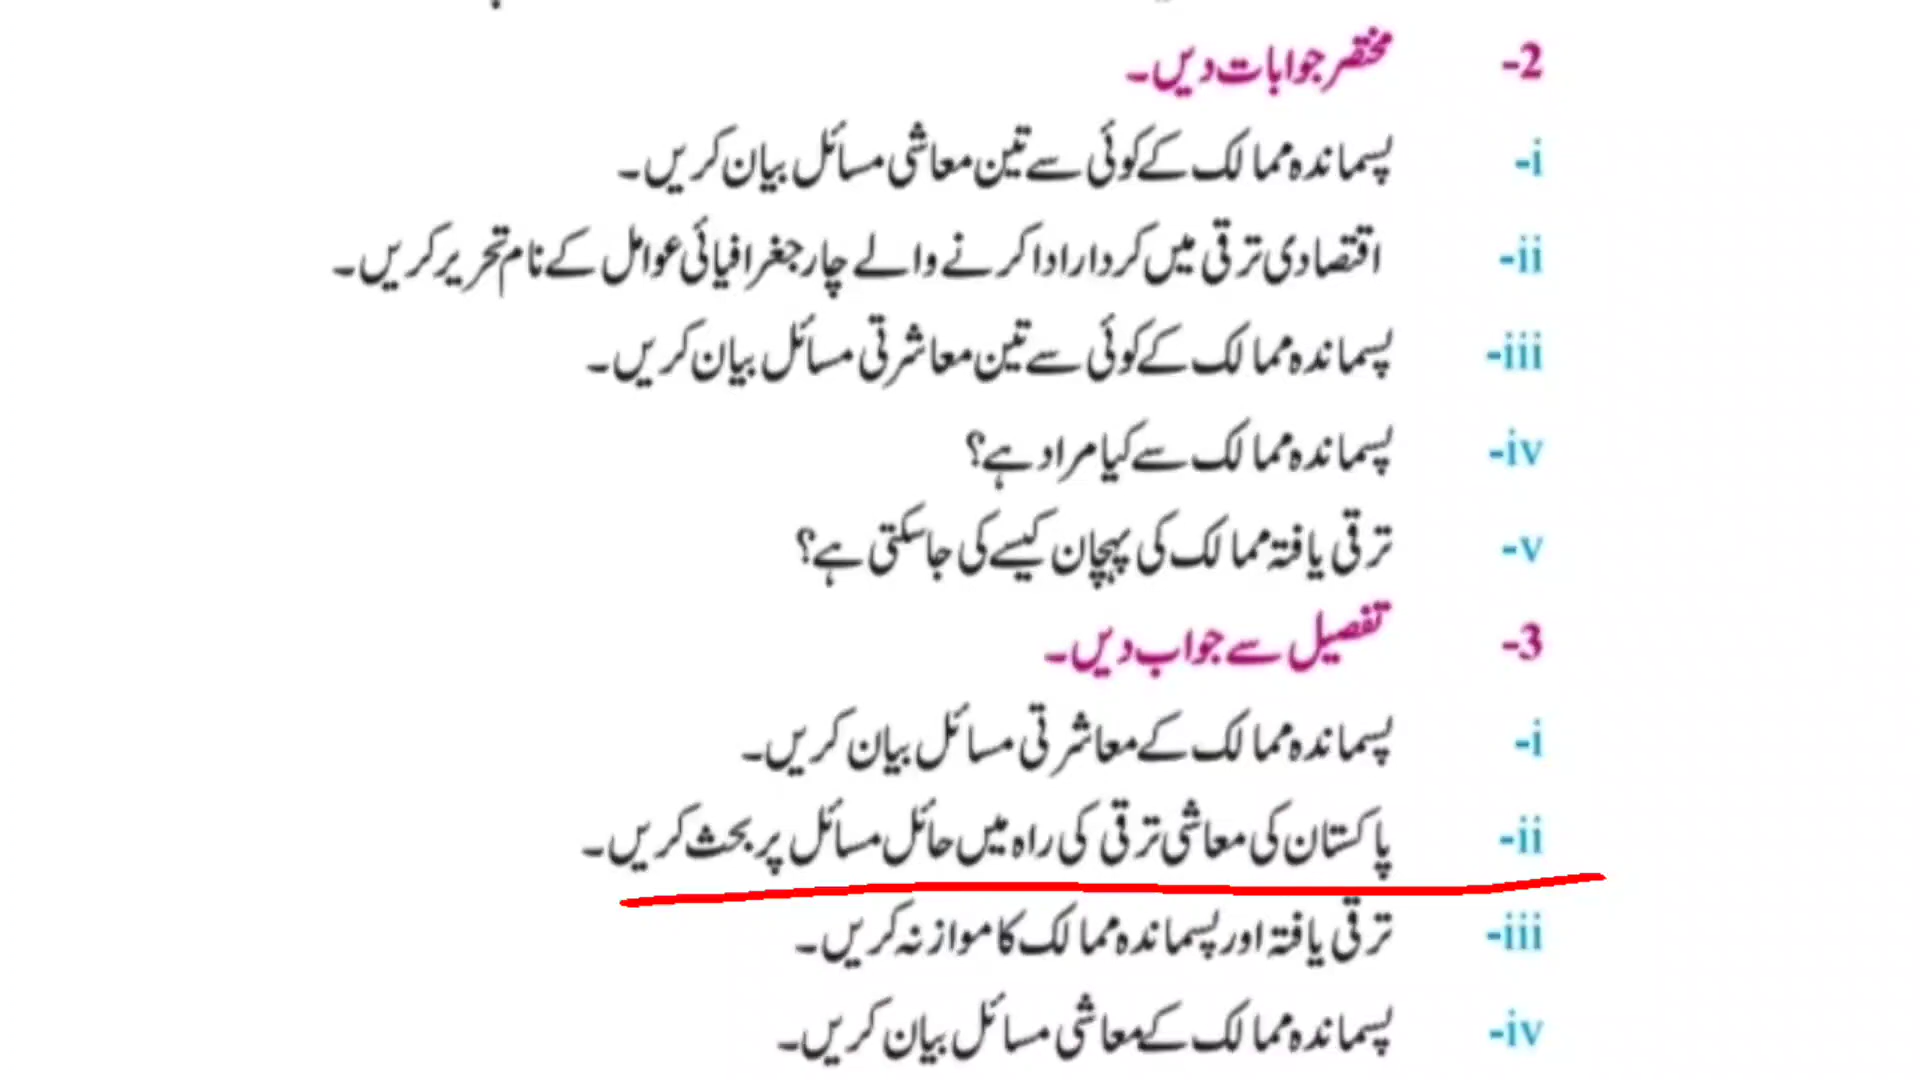 2- مختصر جوابات دیں۔
i- پسماندہ ممالک کے کوئی سے تین معاشی مسائل بیان کریں۔
ii- اقتصادی ترقی میں کردار ادا کرنے والے چار جغرافیائی عوامل کے نام تحریر کریں۔
iii- پسماندہ ممالک کے کوئی سے تین معاشرتی مسائل بیان کریں۔
iv- پسماندہ ممالک سے کیا مراد ہے؟
v- ترقی یافتہ ممالک کی پہچان کیسے کی جاسکتی ہے؟
3- تفصیل سے جواب دیں۔
i- پسماندہ ممالک کے معاشرتی مسائل بیان کریں۔
ii- پاکستان کی معاشی ترقی کی راہ میں حائل مسائل پر بحث کریں۔
iii- ترقی یافتہ اور پسماندہ ممالک کا موازنہ کریں۔
iv- پسماندہ ممالک کے معاشی مسائل بیان کریں۔